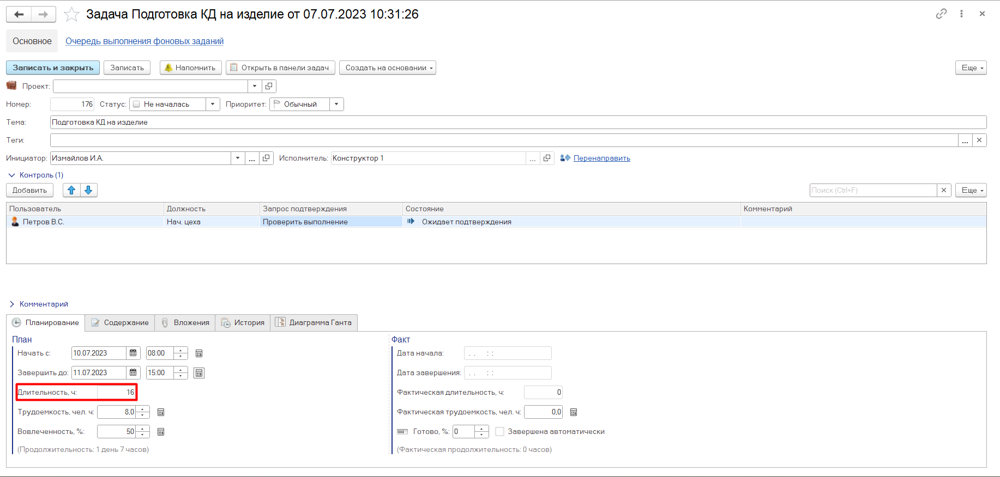 Задача Подготовка КД на изделие от 07.07.2023 10:31:26
Основное Очередь выполнения фоновых заданий
Записать и закрыть Записать Напомнить Открыть в панели задач Создать на основании Еще
Проект:
Номер: 176 Статус: Не началась Приоритет: Обычный
Тема: Подготовка КД на изделие
Теги: ...
Инициатор: Измайлов И.А. ... Исполнитель: Конструктор 1 ... Перенаправить
Контроль (1)
Добавить Поиск (Ctrl+F) Еще
Пользователь Должность Запрос подтверждения Состояние Комментарий
Петров В.С. Нач. цеха Проверить выполнение Ожидает подтверждения
Комментарий
Планирование Содержание Вложения История Диаграмма Ганта
План Факт
Начать с: 10.07.2023 08:00 Дата начала: . . : :
Завершить до: 11.07.2023 15:00 Дата завершения: . . : :
Длительность, ч: 16 Фактическая длительность, ч: 0
Трудоемкость, чел. ч: 8,0 Фактическая трудоемкость, чел. ч: 0,0
Вовлеченность, %: 50 Готово, %: 0 Завершена автоматически
(Продолжительность: 1 день 7 часов) (Фактическая продолжительность: 0 часов)